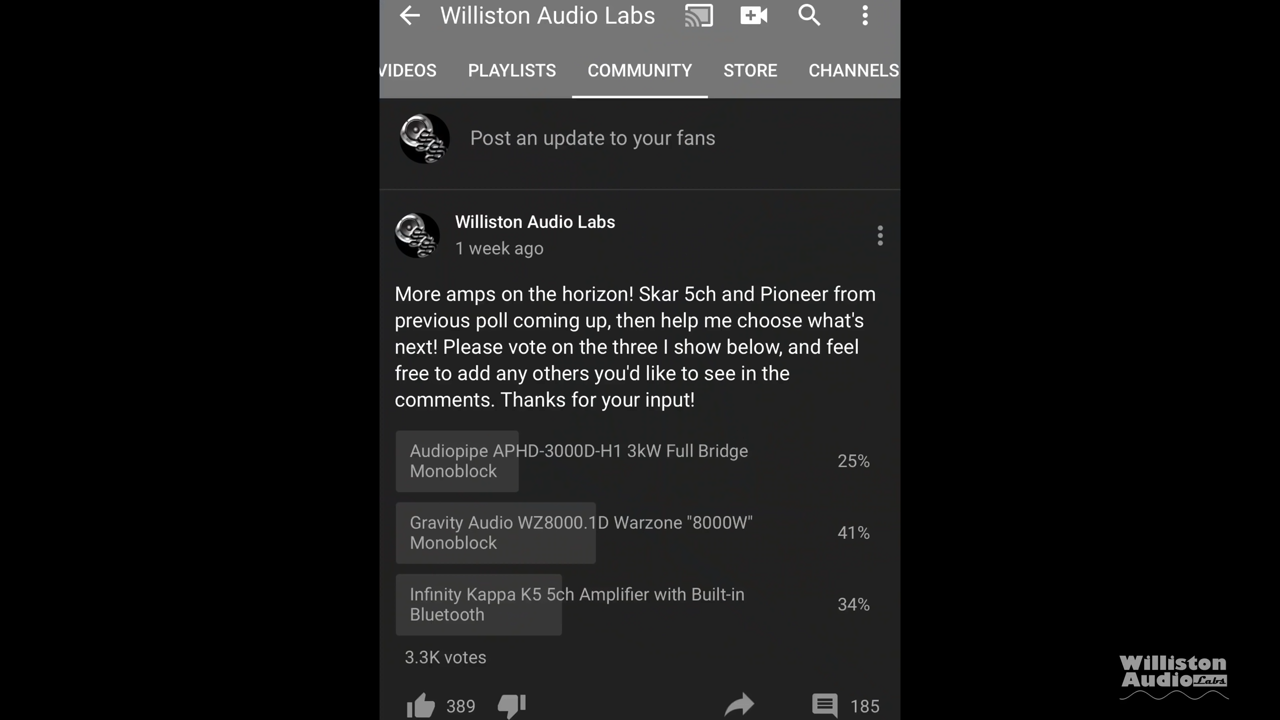 Williston Audio Labs
VIDEOS PLAYLISTS COMMUNITY STORE CHANNELS
Post an update to your fans
Williston Audio Labs
1 week ago
More amps on the horizon! Skar 5ch and Pioneer from
previous poll coming up, then help me choose what's
next! Please vote on the three I show below, and feel
free to add any others you'd like to see in the
comments. Thanks for your input!
Audiopipe APHD-3000D-H1 3kW Full Bridge
Monoblock
25%
Gravity Audio WZ8000.1D Warzone "8000W"
Monoblock
41%
Infinity Kappa K5 5ch Amplifier with Built-in
Bluetooth
34%
3.3K votes
389
185
Williston
Audio Labs